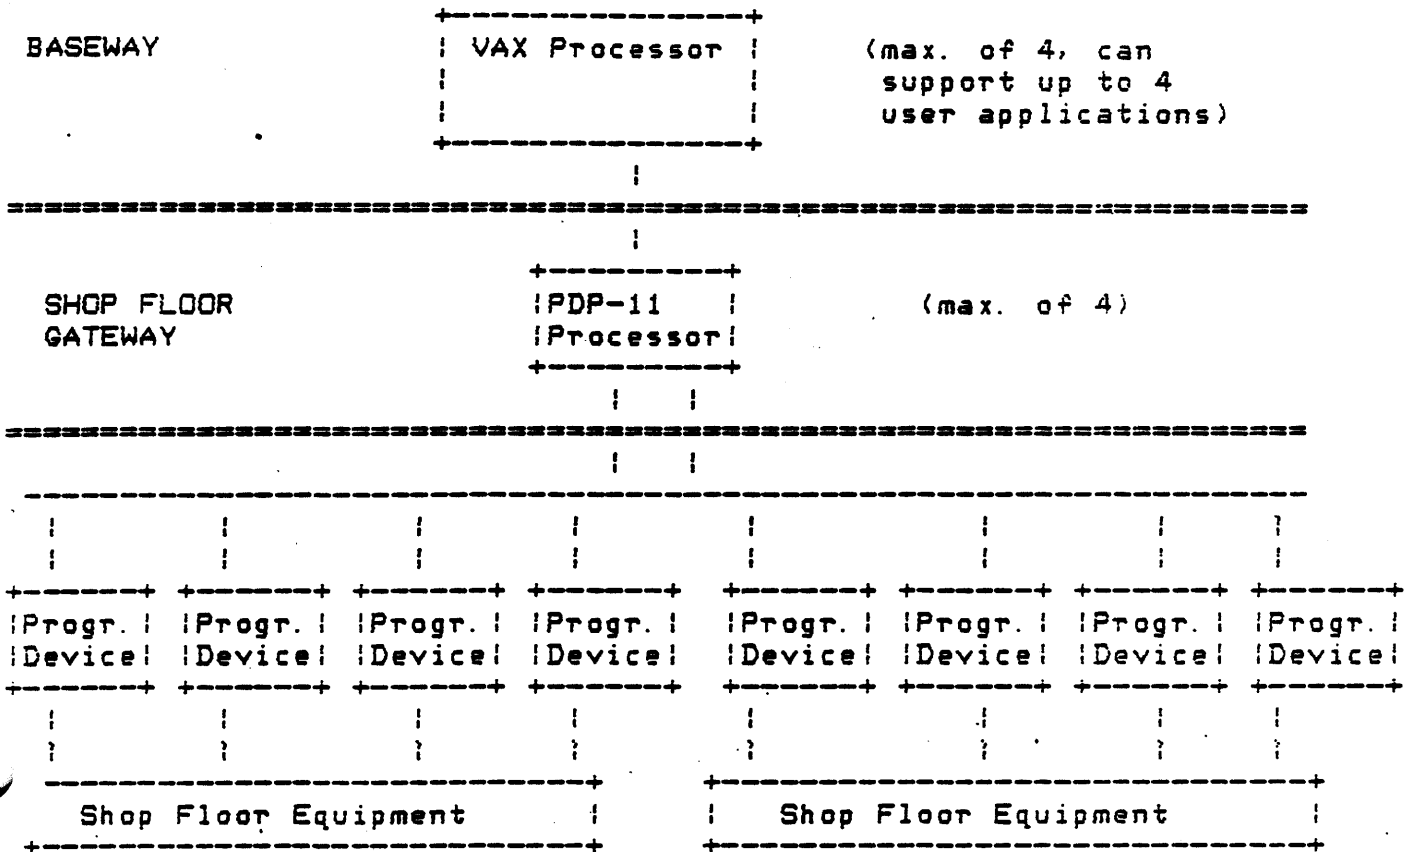 BASEWAY VAX Processor (max. of 4, can
support up to 4
user applications)
SHOP FLOOR PDP-11 (max. of 4)
GATEWAY Processor
Progr. Progr. Progr. Progr. Progr. Progr. Progr. Progr.
Device Device Device Device Device Device Device Device
Shop Floor Equipment Shop Floor Equipment